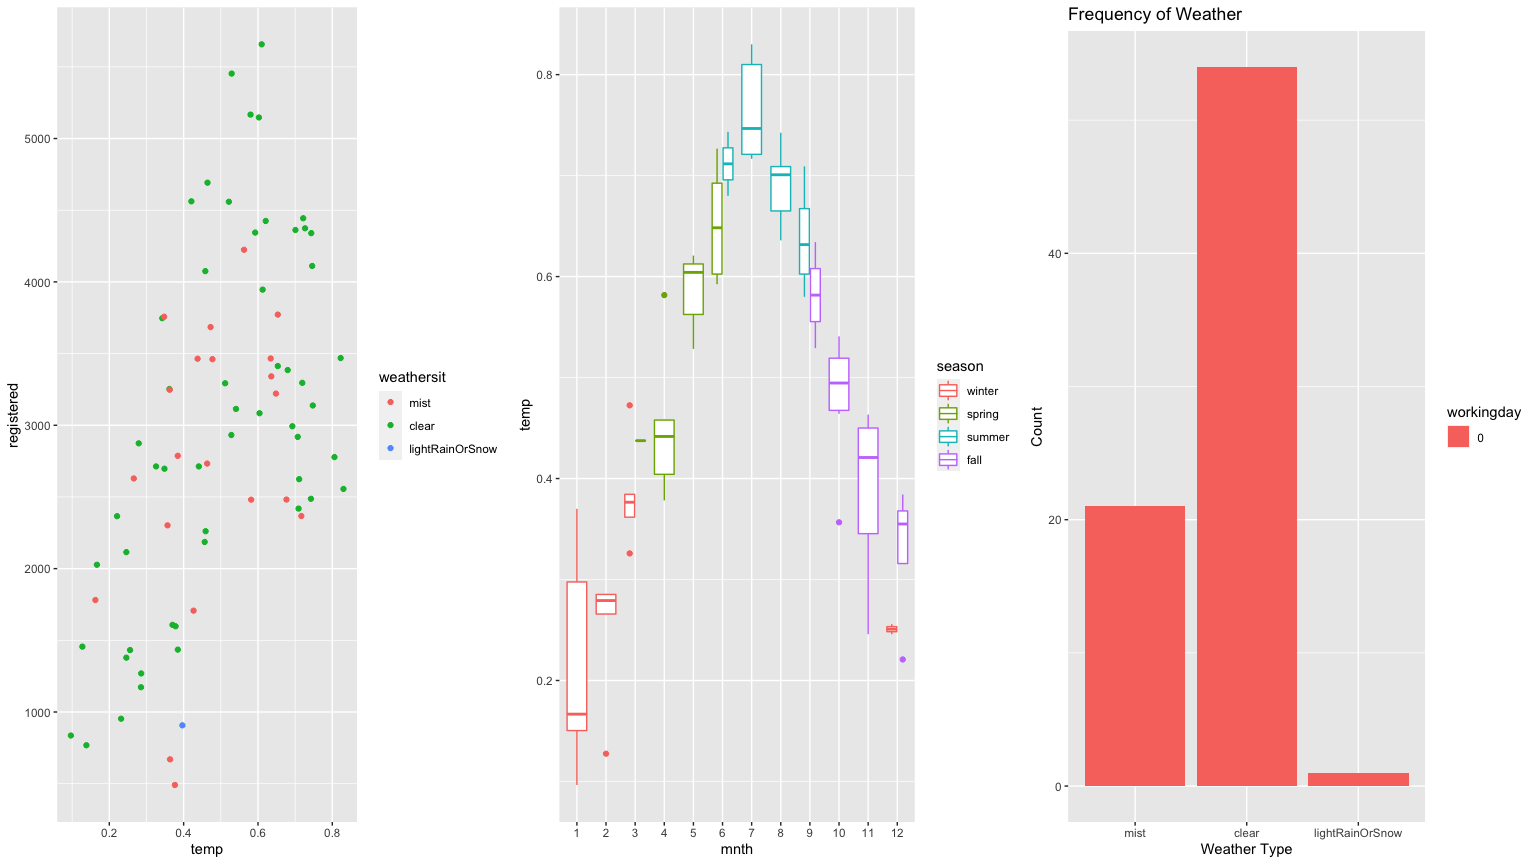 registered
5000
4000
3000
2000
1000
0.2 0.4 0.6 0.8
temp
weathersit
mist
clear
lightRainOrSnow
temp
0.8
0.6
0.4
0.2
1 2 3 4 5 6 7 8 9 10 11 12
mnth
season
winter
spring
summer
fall
Frequency of Weather
Count
40
20
0
mist clear lightRainOrSnow
Weather Type
workingday
0